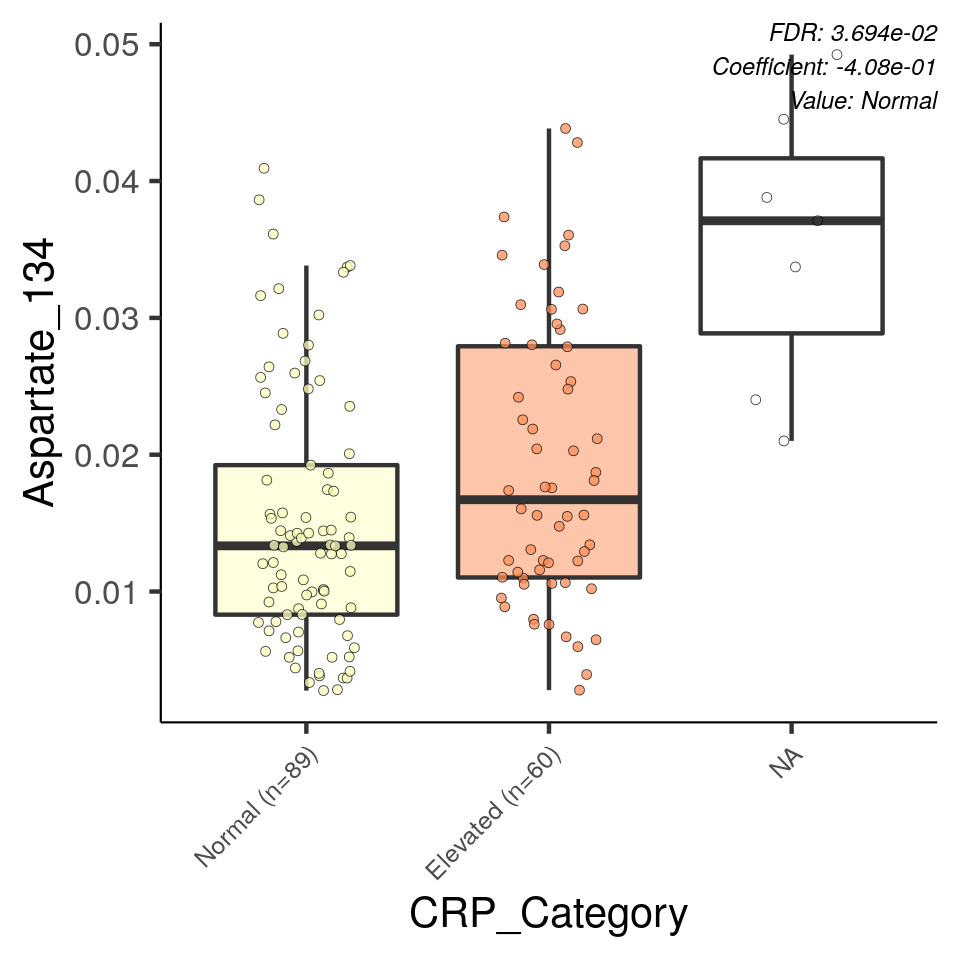 FDR: 3.694e-02
Coefficient: -4.08e-01
Value: Normal
Aspartate_134
0.05
0.04
0.03
0.02
0.01
Normal (n=89)
Elevated (n=60)
NA
CRP_Category